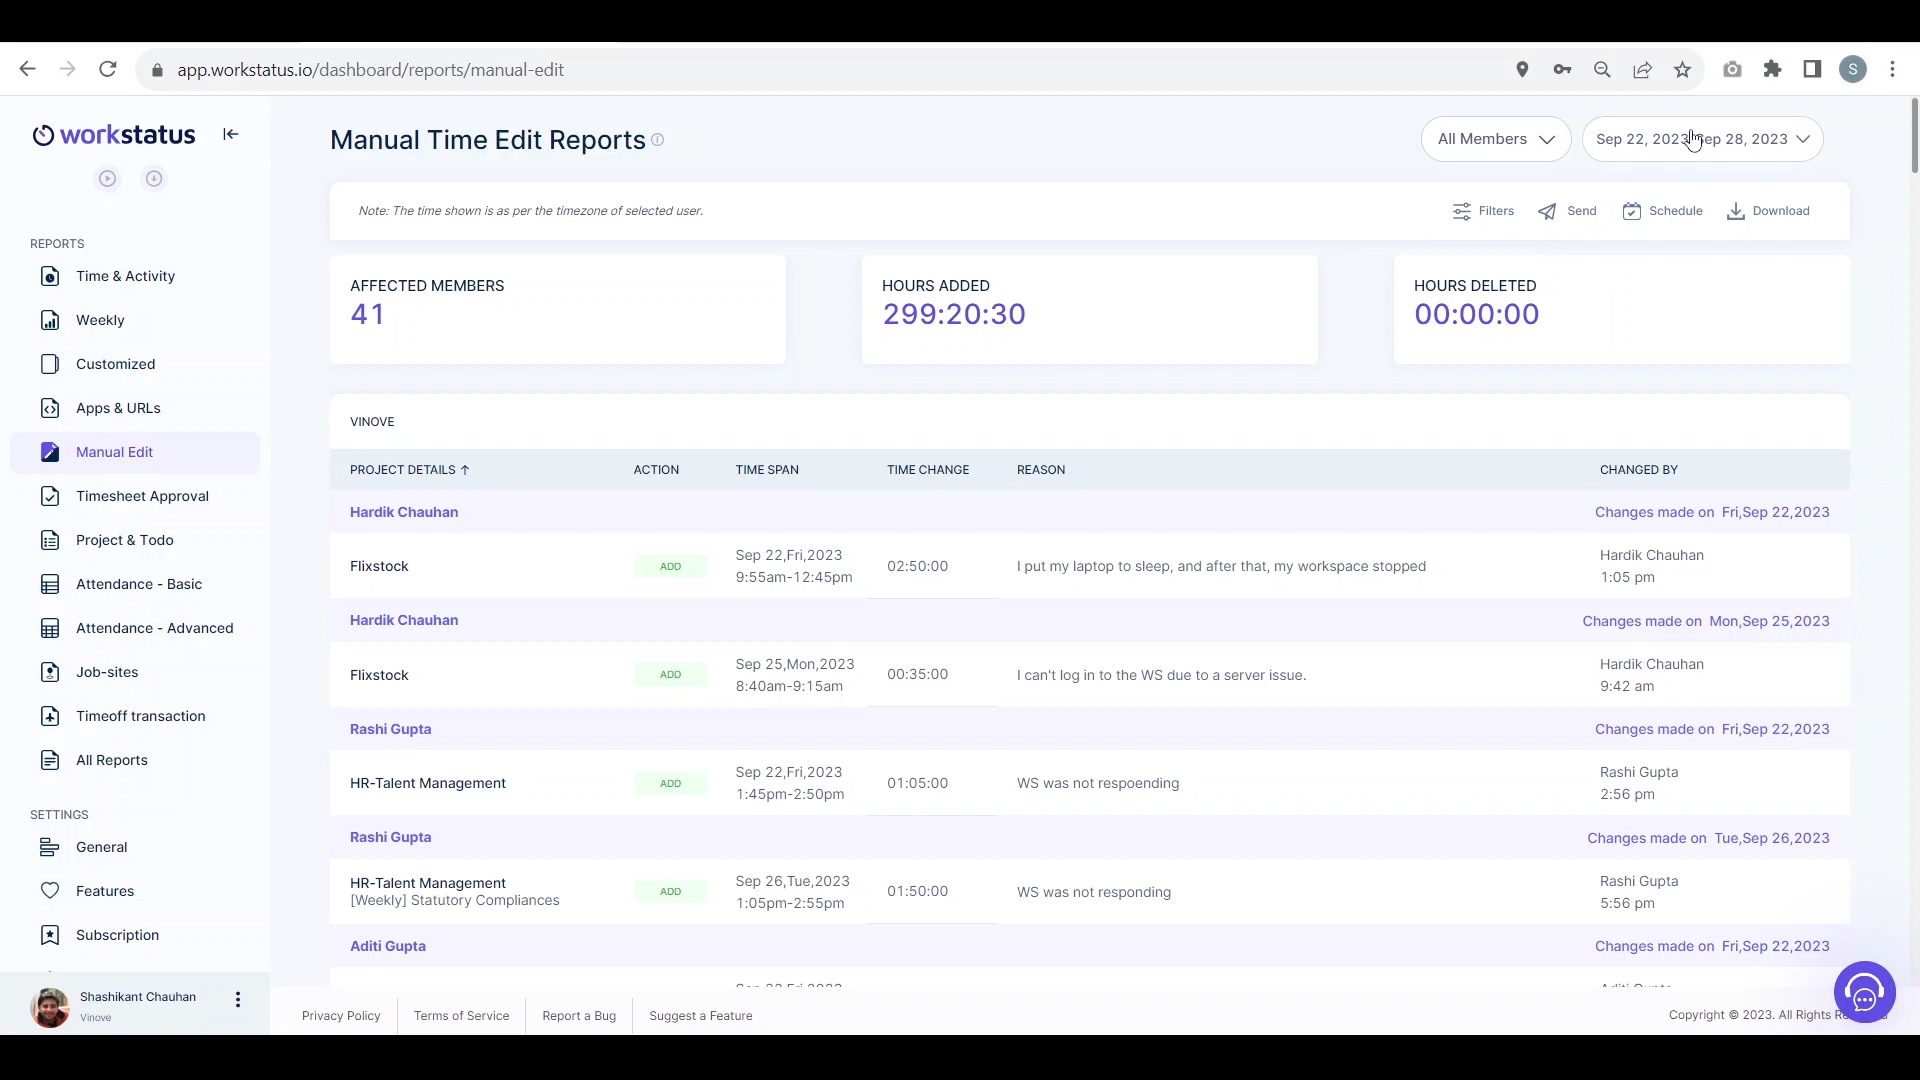 app.workstatus.io/dashboard/reports/manual-edit
S
workstatus
Manual Time Edit Reports
All Members
Sep 22, 2023 Sep 28, 2023
Note: The time shown is as per the timezone of selected user.
Filters
Send
Schedule
Download
REPORTS
Time & Activity
Weekly
Customized
Apps & URLs
Manual Edit
Timesheet Approval
Project & Todo
Attendance - Basic
Attendance - Advanced
Job-sites
Timeoff transaction
All Reports
SETTINGS
General
Features
Subscription
Shashikant Chauhan
Vinove
AFFECTED MEMBERS
41
HOURS ADDED
299:20:30
HOURS DELETED
00:00:00
VINOVE
PROJECT DETAILS ↑ ACTION TIME SPAN TIME CHANGE REASON CHANGED BY
Hardik Chauhan Changes made on Fri,Sep 22,2023
Flixstock ADD Sep 22,Fri,2023 02:50:00 I put my laptop to sleep, and after that, my workspace stopped Hardik Chauhan
9:55am-12:45pm 1:05 pm
Hardik Chauhan Changes made on Mon,Sep 25,2023
Flixstock ADD Sep 25,Mon,2023 00:35:00 I can't log in to the WS due to a server issue. Hardik Chauhan
8:40am-9:15am 9:42 am
Rashi Gupta Changes made on Fri,Sep 22,2023
HR-Talent Management ADD Sep 22,Fri,2023 01:05:00 WS was not respoending Rashi Gupta
1:45pm-2:50pm 2:56 pm
Rashi Gupta Changes made on Tue,Sep 26,2023
HR-Talent Management ADD Sep 26,Tue,2023 01:50:00 WS was not responding Rashi Gupta
[Weekly] Statutory Compliances 1:05pm-2:55pm 5:56 pm
Aditi Gupta Changes made on Fri,Sep 22,2023
Privacy Policy
Terms of Service
Report a Bug
Suggest a Feature
Copyright © 2023. All Rights